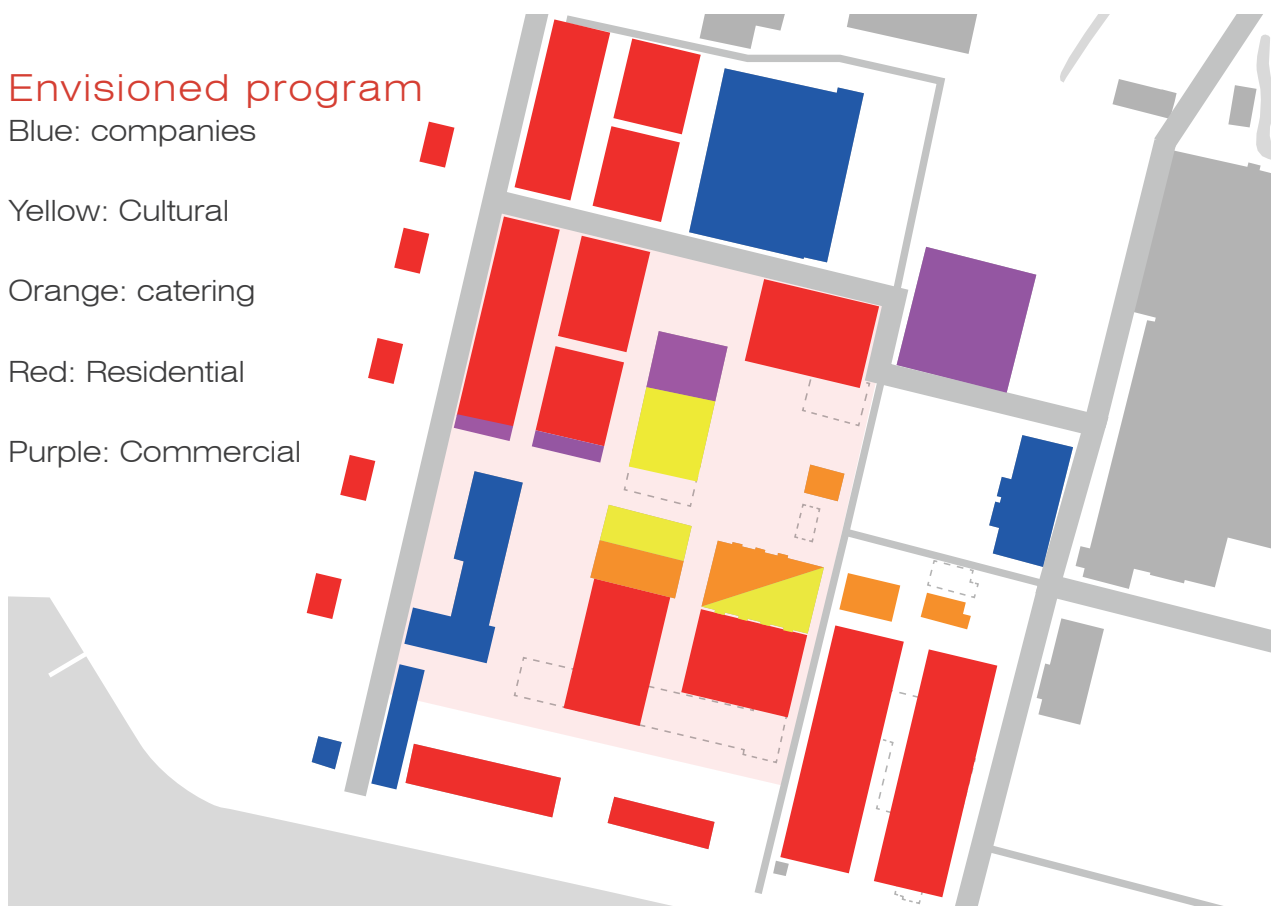 Envisioned program
Blue: companies
Yellow: Cultural
Orange: catering
Red: Residential
Purple: Commercial